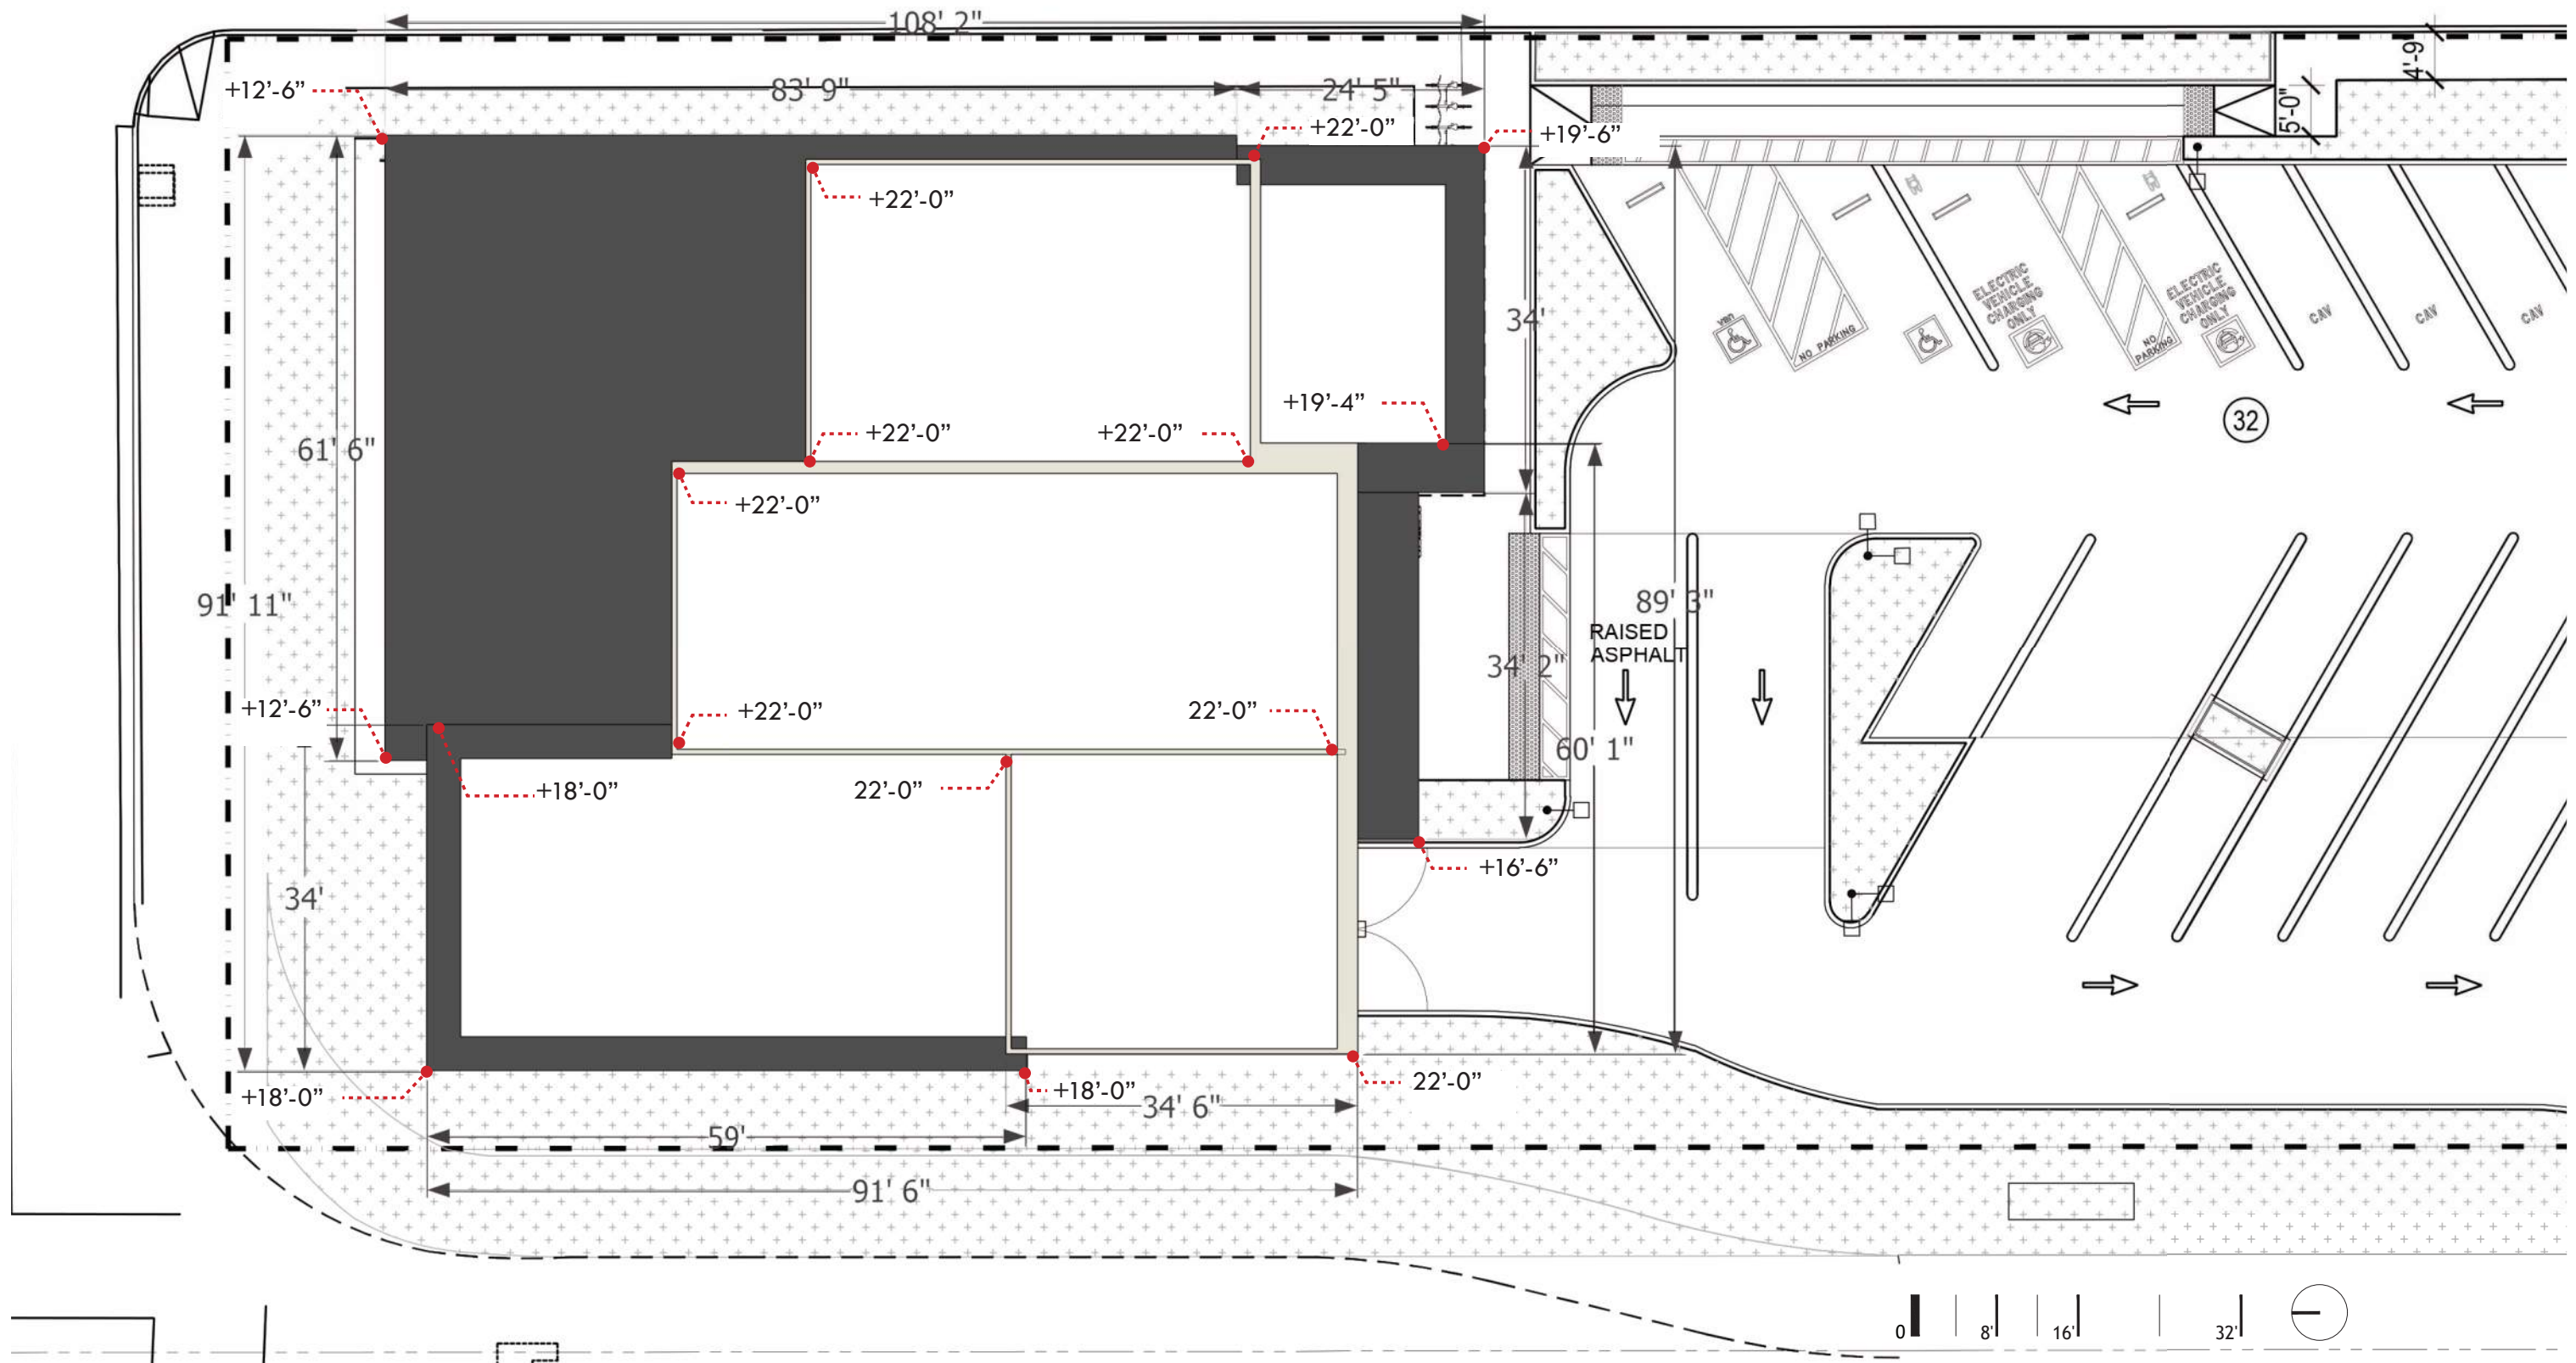 108' 2"
4'-9"
83' 9"
24' 5"
+12'-6”
5'-0"
+22'-0”
+19'-6”
+22'-0”
ELECTRIC
VEHICLE
CHARGING
ONLY
ELECTRIC
VEHICLE
CHARGING
ONLY
34'
VAN
CAV
CAV
CAV
NO PARKING
NO
PARKING
+19'-4”
32
+22'-0”
+22'-0”
61' 6"
+22'-0”
91' 11"
89' 3"
RAISED
ASPHALT
34' 2"
+12'-6”
+22'-0”
22'-0”
60' 1"
+18'-0”
22'-0”
+16'-6”
34'
+18'-0”
+18'-0”
22'-0”
34' 6"
59'
91' 6"
0
8'
16'
32'